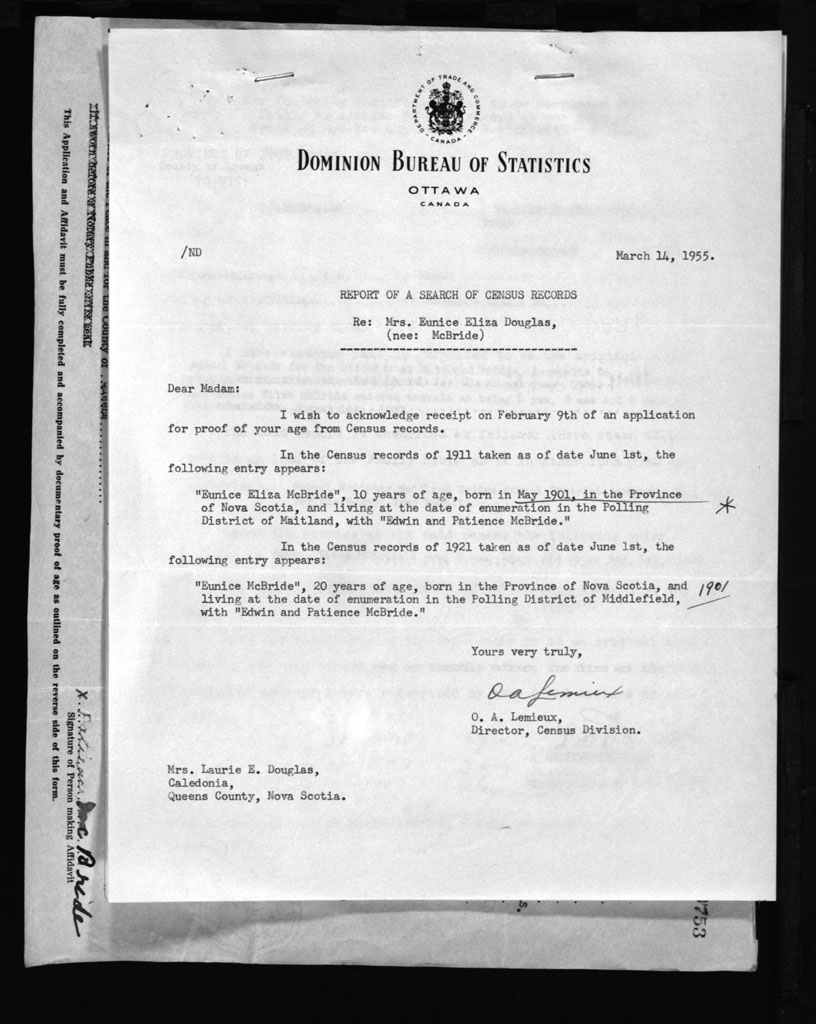 DEPARTMENT OF TRADE AND COMMERCE
CANADA
DOMINION BUREAU OF STATISTICS
OTTAWA
CANADA
/ND
March 14, 1955.
REPORT OF A SEARCH OF CENSUS RECORDS
Re: Mrs. Eunice Eliza Douglas,
(nee: McBride)
Dear Madam:
I wish to acknowledge receipt on February 9th of an application
for proof of your age from Census records.
In the Census records of 1911 taken as of date June 1st, the
following entry appears:
"Eunice Eliza McBride", 10 years of age, born in May 1901, in the Province
of Nova Scotia, and living at the date of enumeration in the Polling
District of Maitland, with "Edwin and Patience McBride."
In the Census records of 1921 taken as of date June 1st, the
following entry appears:
"Eunice McBride", 20 years of age, born in the Province of Nova Scotia, and 1901
living at the date of enumeration in the Polling District of Middlefield,
with "Edwin and Patience McBride."
Yours very truly,
O A Lemieux
O. A. Lemieux,
Director, Census Division.
Mrs. Laurie E. Douglas,
Caledonia,
Queens County, Nova Scotia.
This Application and Affidavit must be fully completed and accompanied by documentary proof of age as outlined on the reverse side of this form.
Signature of Person making Affidavit
753